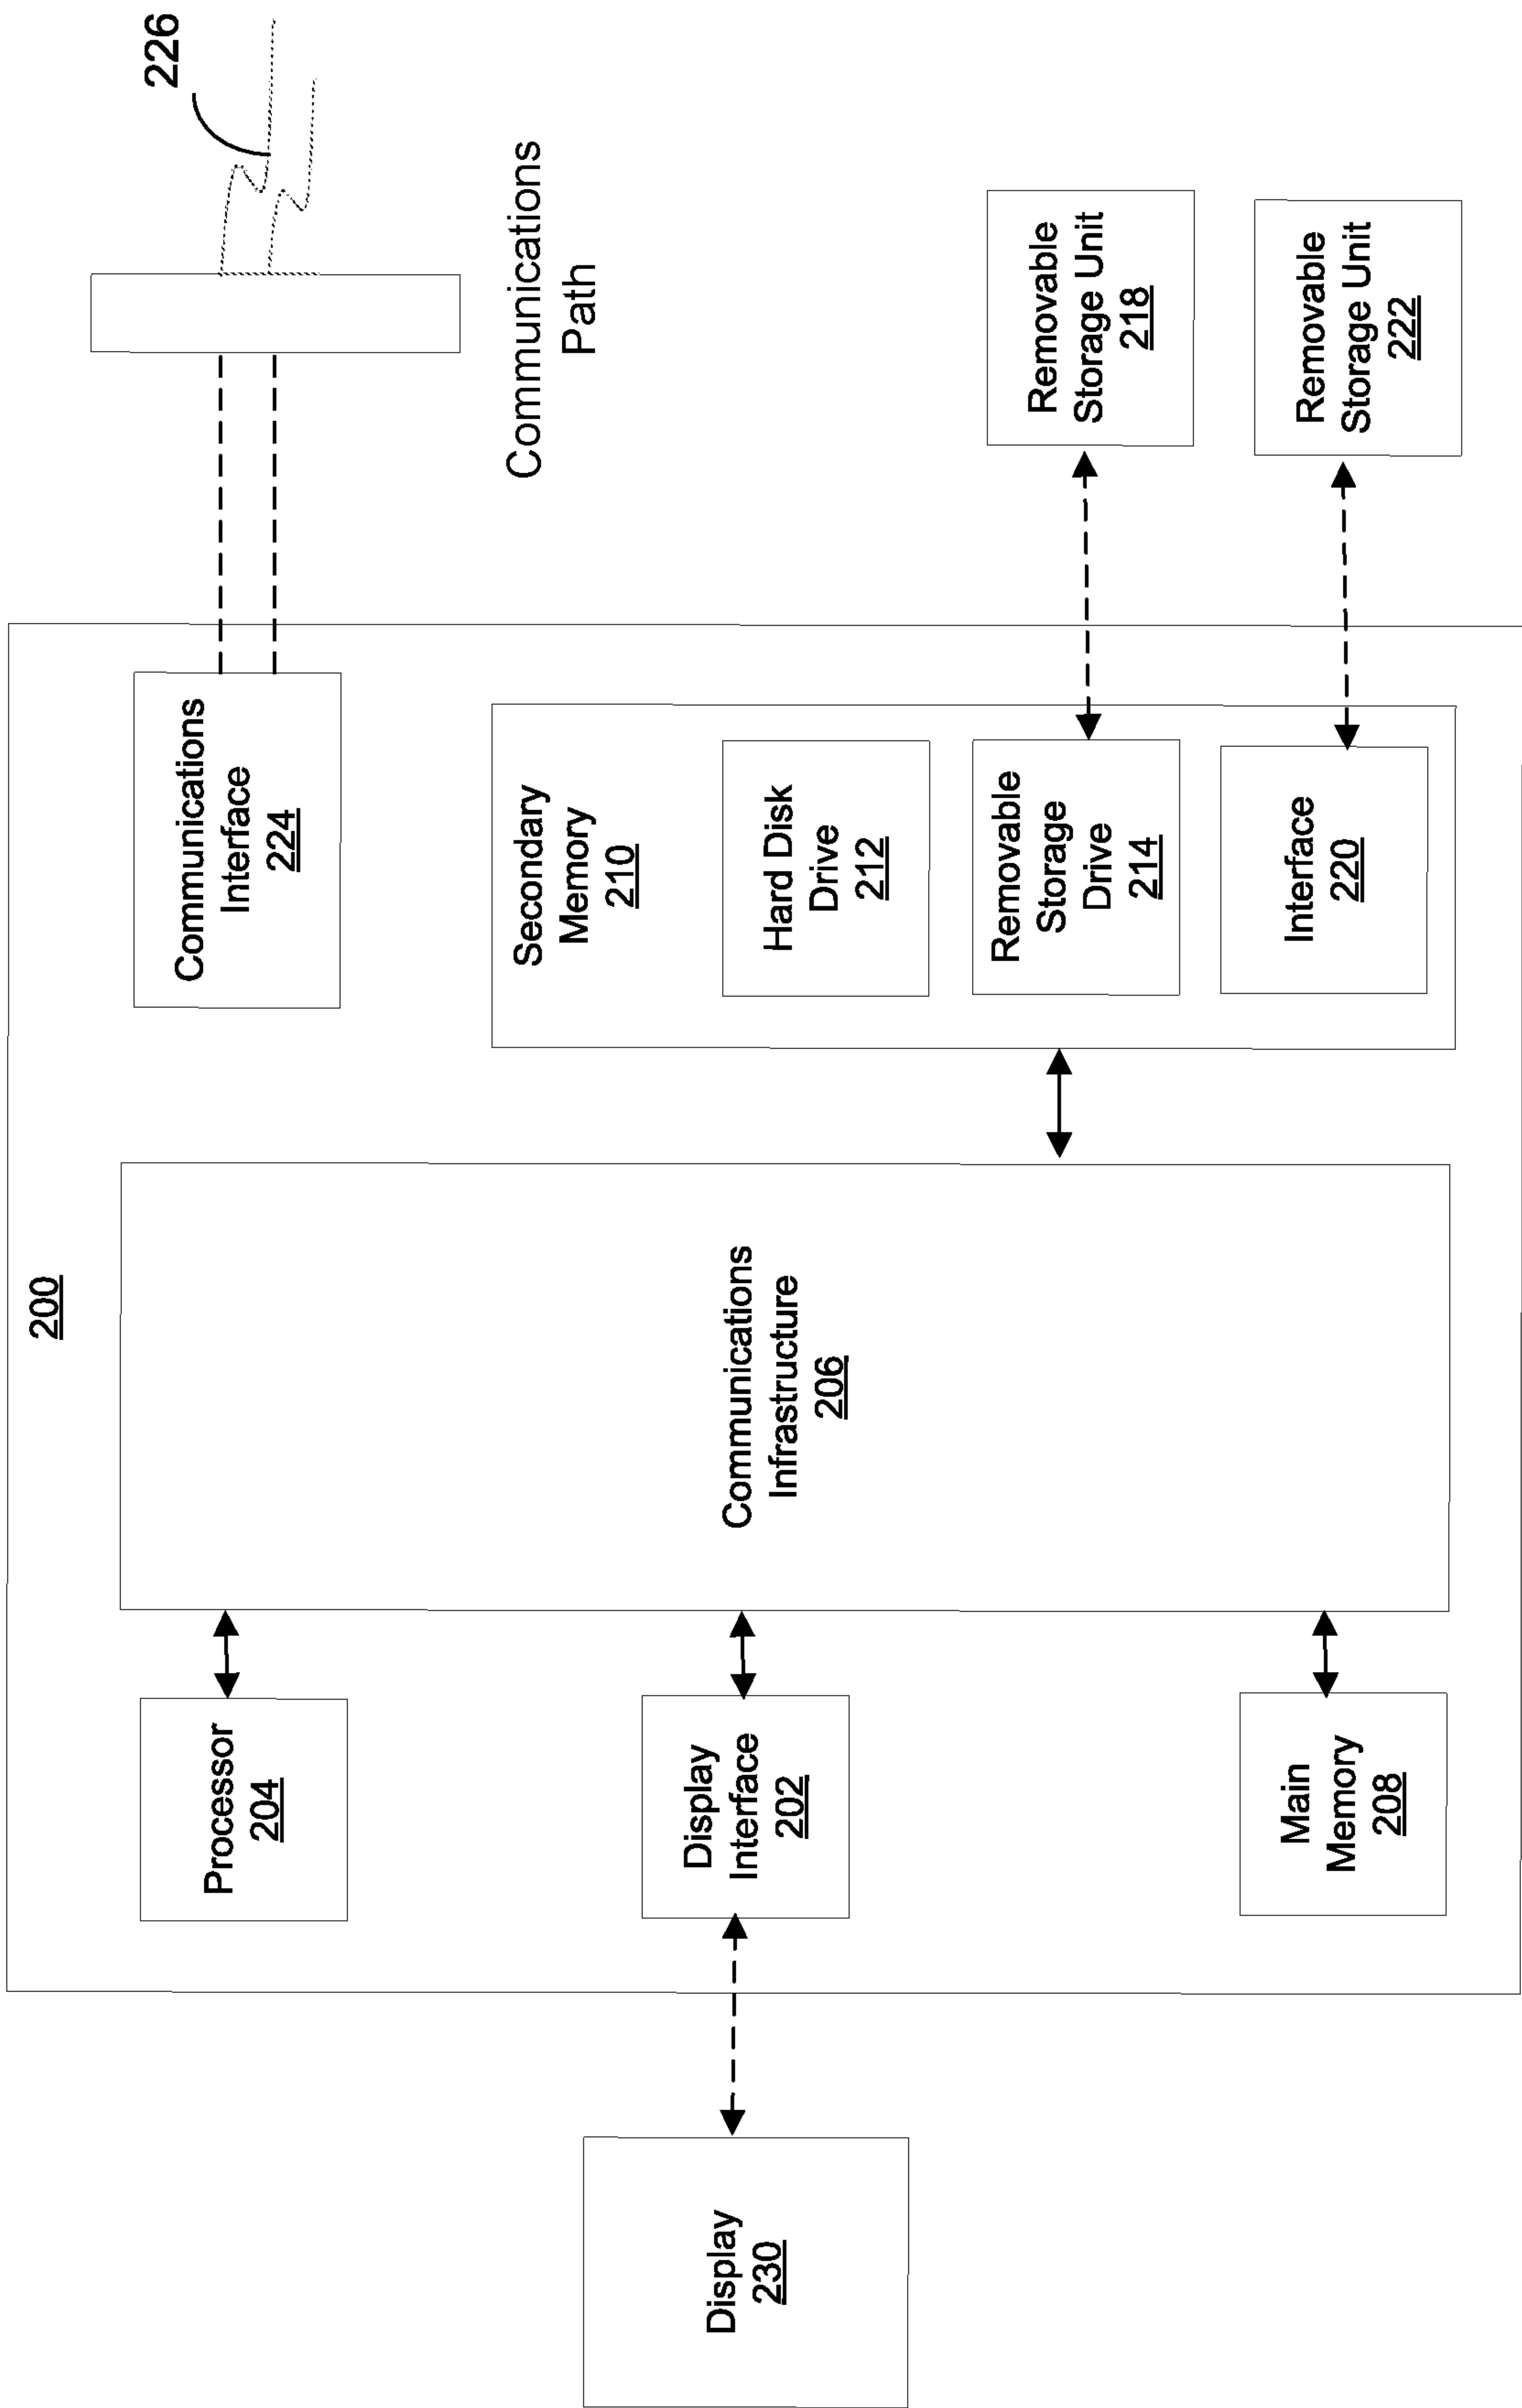 200
Display
230
Processor
204
Display
Interface
202
Main
Memory
208
Communications
Infrastructure
206
Communications
Interface
224
Secondary
Memory
210
Hard Disk
Drive
212
Removable
Storage
Drive
214
Interface
220
226
Communications
Path
Removable
Storage Unit
218
Removable
Storage Unit
222